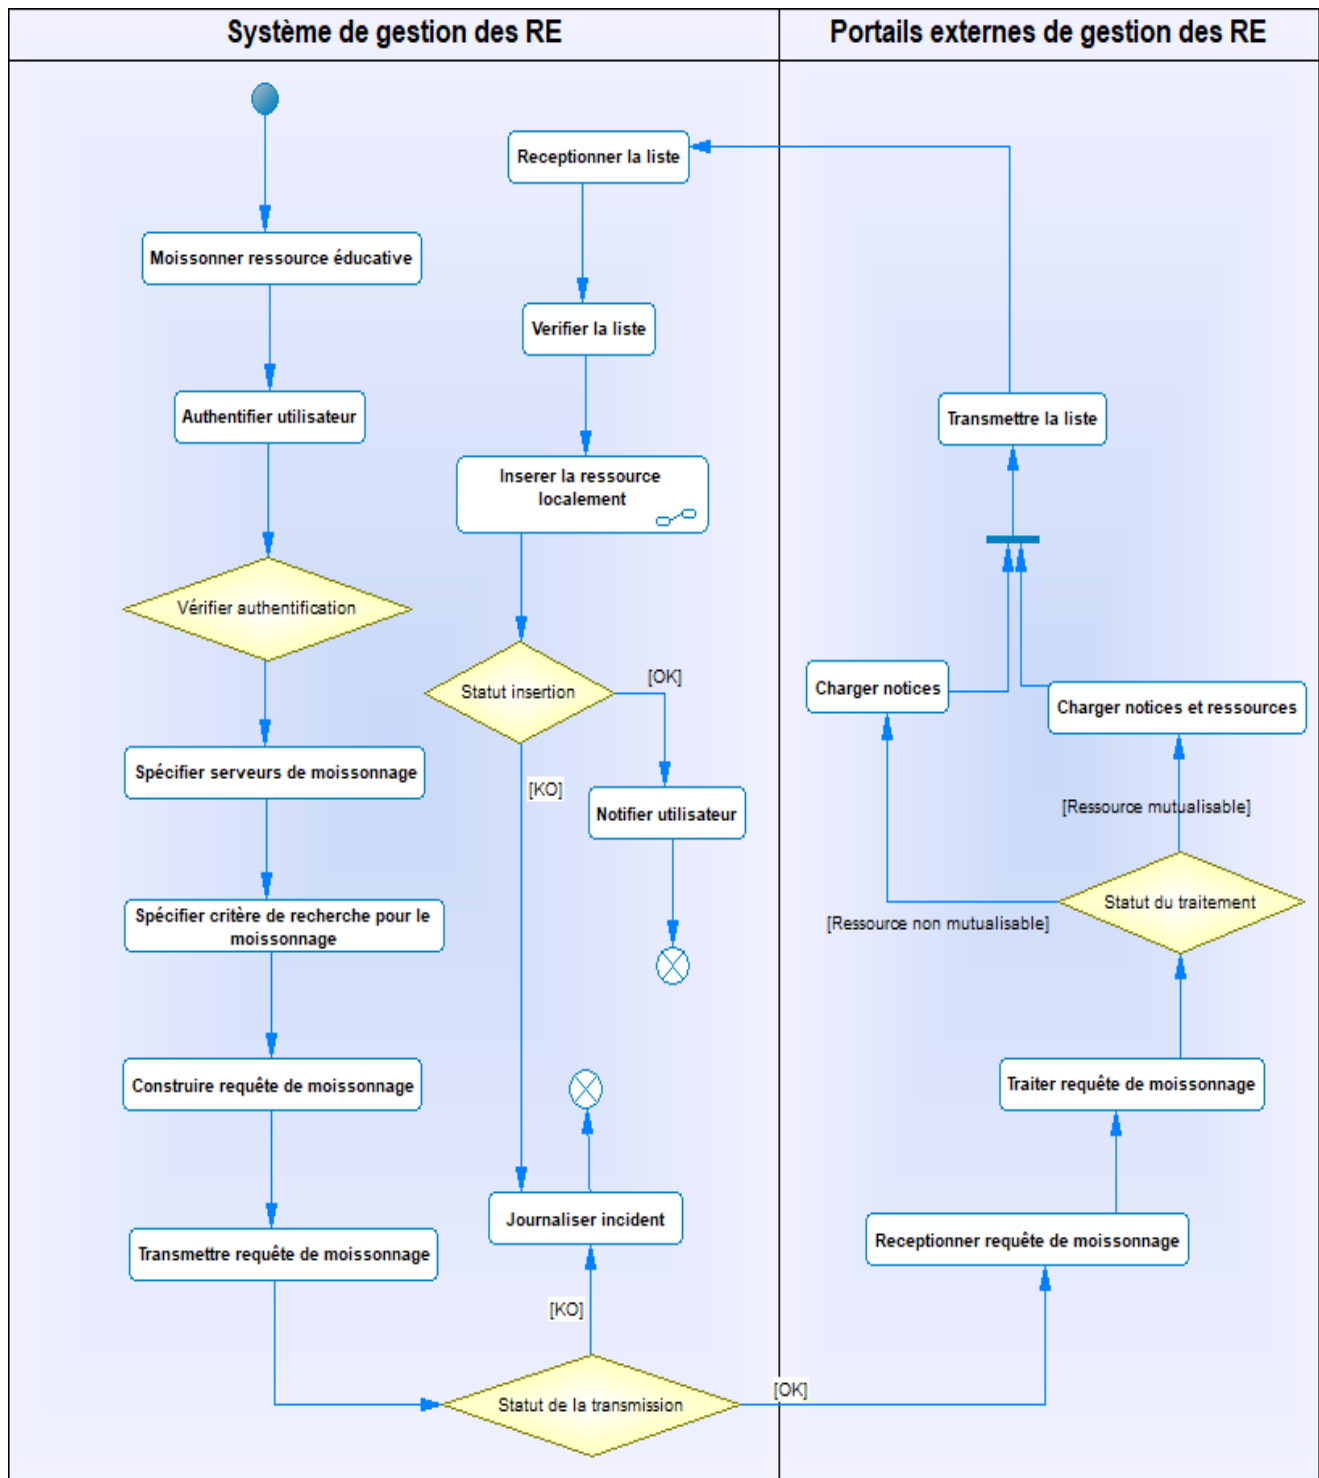 Système de gestion des RE
Portails externes de gestion des RE
Receptionner la liste
Moissonner ressource éducative
Verifier la liste
Authentifier utilisateur
Transmettre la liste
Inserer la ressource
localement
Vérifier authentification
Statut insertion
[OK]
Charger notices
Charger notices et ressources
Spécifier serveurs de moissonnage
[KO]
Notifier utilisateur
[Ressource mutualisable]
Statut du traitement
[Ressource non mutualisable]
Spécifier critère de recherche pour le
moissonnage
Construire requête de moissonnage
Traiter requête de moissonnage
Journaliser incident
Receptionner requête de moissonnage
Transmettre requête de moissonnage
[KO]
Statut de la transmission
[OK]